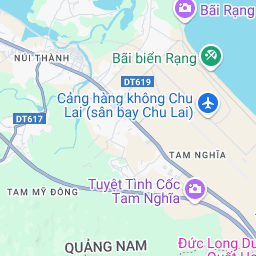 Bãi Rạng
NÚI THÀNH
Bãi biển Rạng
DT619
Cảng hàng không Chu
Lai (sân bay Chu Lai)
DT617
TAM NGHĨA
TAM MỸ ĐÔNG
Tuyệt Tình Cốc
Tam Nghĩa
QUẢNG NAM
Đức Long Du